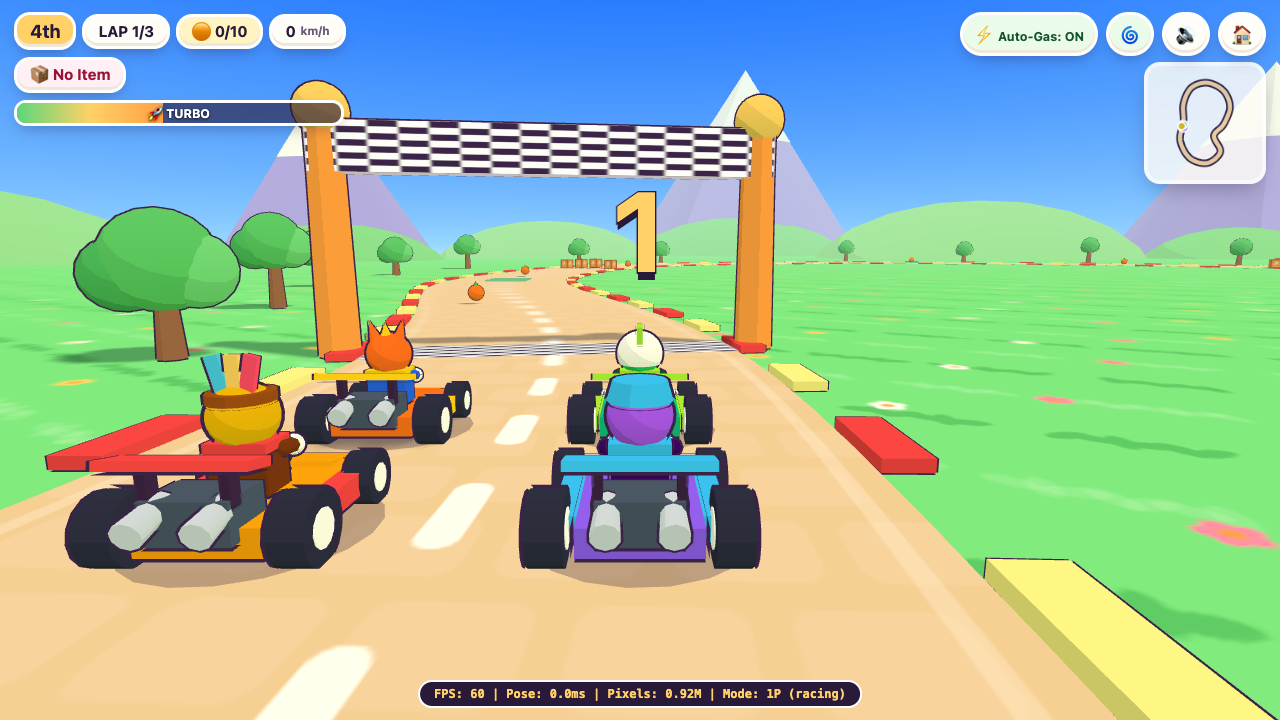 4th
LAP 1/3
0/10
0 km/h
Auto-Gas: ON
No Item
TURBO
1
FPS: 60 | Pose: 0.0ms | Pixels: 0.92M | Mode: 1P (racing)